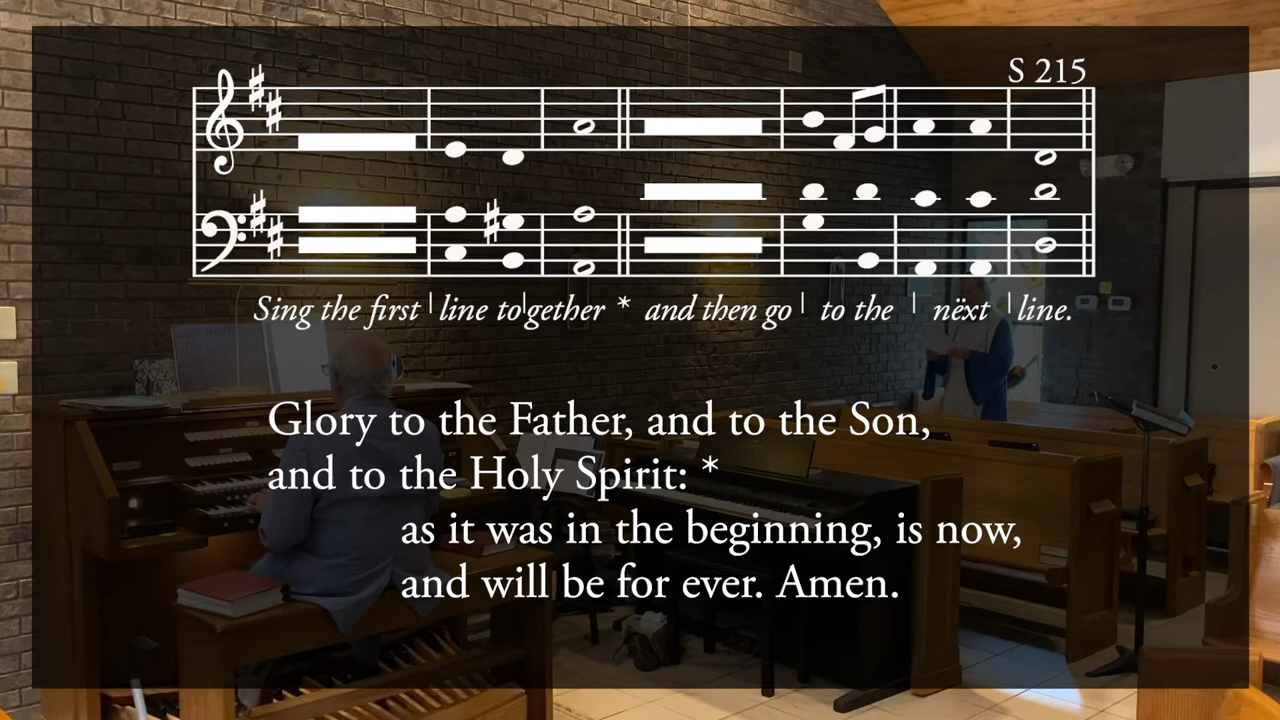 S 215
Sing the first | line to|gether * and then go | to the | nëxt | line.
Glory to the Father, and to the Son,
and to the Holy Spirit: *
as it was in the beginning, is now,
and will be for ever. Amen.